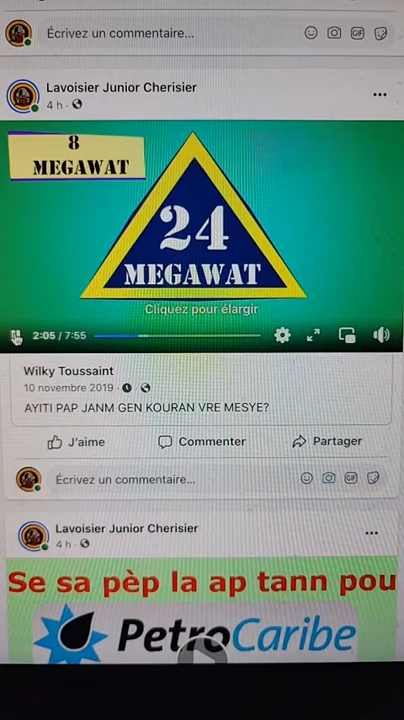 Écrivez un commentaire...
GIF
Lavoisier Junior Cherisier
4 h ·
8
MEGAWAT
24
MEGAWAT
Cliquez pour élargir
2:05 / 7:55
Wilky Toussaint
10 novembre 2019 ·
AYITI PAP JANM GEN KOURAN VRE MESYE?
J'aime
Commenter
Partager
Écrivez un commentaire...
GIF
Lavoisier Junior Cherisier
4 h ·
Se sa pèp la ap tann pou
PetroCaribe